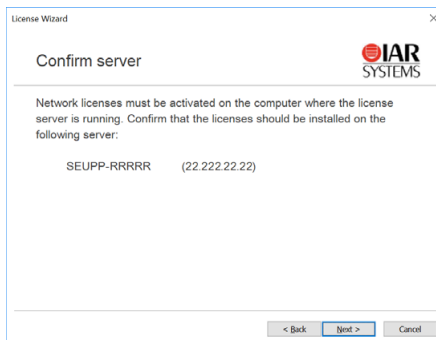 License Wizard
Confirm server
IAR
SYSTEMS
Network licenses must be activated on the computer where the license
server is running. Confirm that the licenses should be installed on the
following server:
SEUPP-RRRRR (22.222.22.22)
< Back Next > Cancel